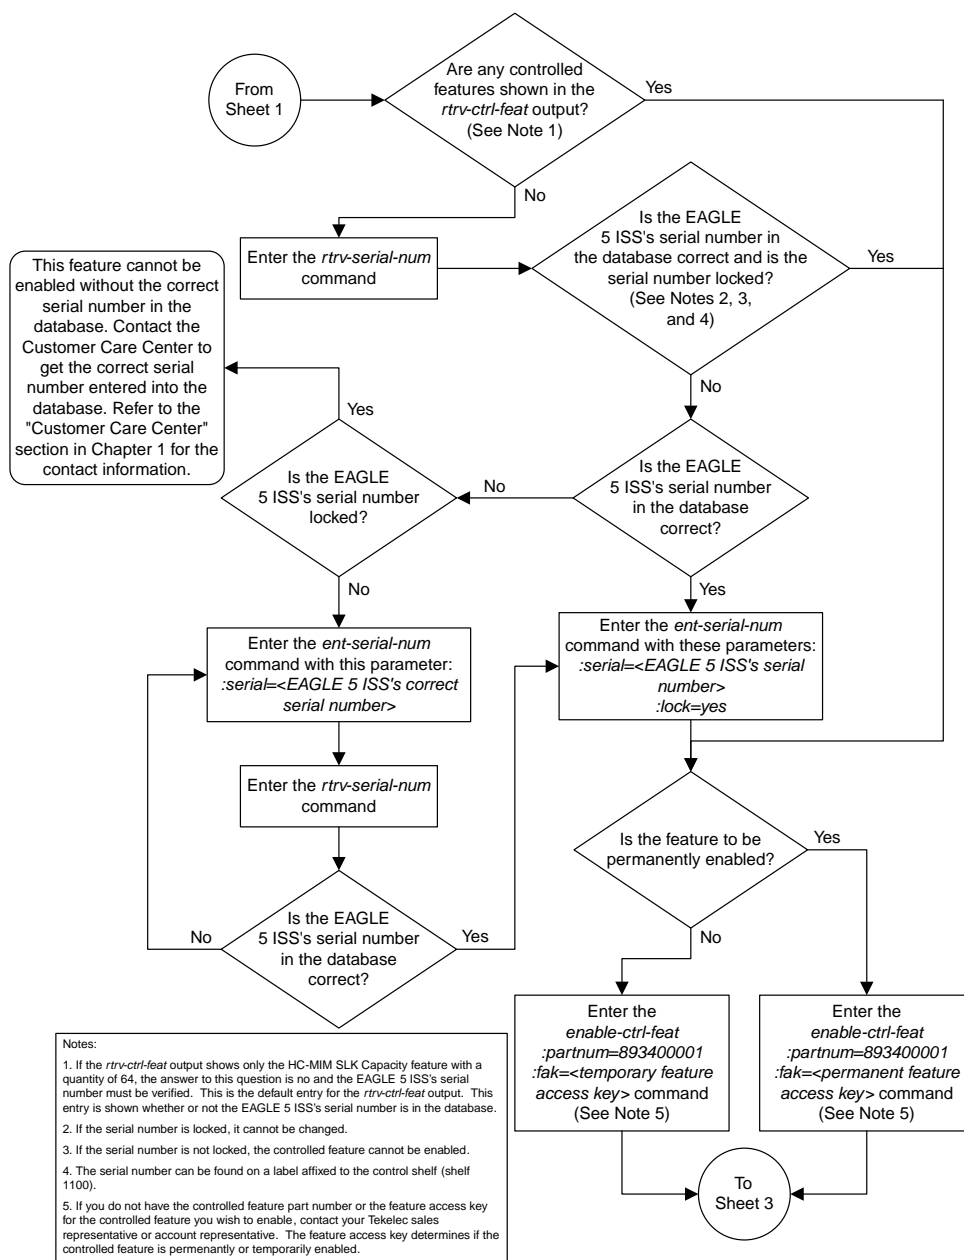 From
Sheet 1
Are any controlled
features shown in the
rtrv-ctrl-feat output?
(See Note 1)
Yes
No
Enter the rtrv-serial-num
command
Is the EAGLE
5 ISS's serial number in
the database correct and is the
serial number locked?
(See Notes 2, 3,
and 4)
Yes
No
This feature cannot be
enabled without the correct
serial number in the
database. Contact the
Customer Care Center to
get the correct serial
number entered into the
database. Refer to the
"Customer Care Center"
section in Chapter 1 for the
contact information.
Yes
Is the EAGLE
5 ISS's serial number
locked?
No
Is the EAGLE
5 ISS's serial number
in the database
correct?
No
Yes
Enter the ent-serial-num
command with this parameter:
:serial=<EAGLE 5 ISS's correct
serial number>
Enter the ent-serial-num
command with these parameters:
:serial=<EAGLE 5 ISS's serial
number>
:lock=yes
Enter the rtrv-serial-num
command
Is the EAGLE
5 ISS's serial number
in the database
correct?
No
Yes
Is the feature to be
permanently enabled?
Yes
No
Enter the
enable-ctrl-feat
:partnum=893400001
:fak=<temporary feature
access key> command
(See Note 5)
Enter the
enable-ctrl-feat
:partnum=893400001
:fak=<permanent feature
access key> command
(See Note 5)
To
Sheet 3
Notes:
1. If the rtrv-ctrl-feat output shows only the HC-MIM SLK Capacity feature with a
quantity of 64, the answer to this question is no and the EAGLE 5 ISS's serial
number must be verified. This is the default entry for the rtrv-ctrl-feat output. This
entry is shown whether or not the EAGLE 5 ISS's serial number is in the database.
2. If the serial number is locked, it cannot be changed.
3. If the serial number is not locked, the controlled feature cannot be enabled.
4. The serial number can be found on a label affixed to the control shelf (shelf
1100).
5. If you do not have the controlled feature part number or the feature access key
for the controlled feature you wish to enable, contact your Tekelec sales
representative or account representative. The feature access key determines if the
controlled feature is permenantly or temporarily enabled.